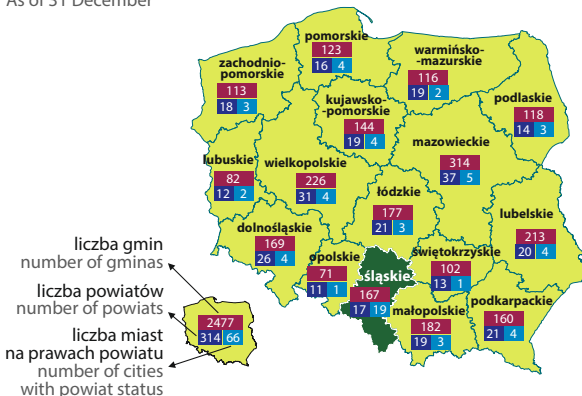 As of 31 December
pomorskie
123
16 4
zachodnio-
pomorskie
113
18 3
warmińsko-
-mazurskie
116
19 2
kujawsko-
-pomorskie
144
19 4
podlaskie
118
14 3
mazowieckie
314
37 5
lubuskie
82
12 2
wielkopolskie
226
31 4
łódzkie
177
21 3
lubelskie
213
20 4
dolnośląskie
169
26 4
opolskie
71
11 1
śląskie
167
17 19
świętokrzyskie
102
13 1
małopolskie
182
19 3
podkarpackie
160
21 4
liczba gmin
number of gminas
liczba powiatów
number of powiats
liczba miast
na prawach powiatu
number of cities
with powiat status
2477
314 66